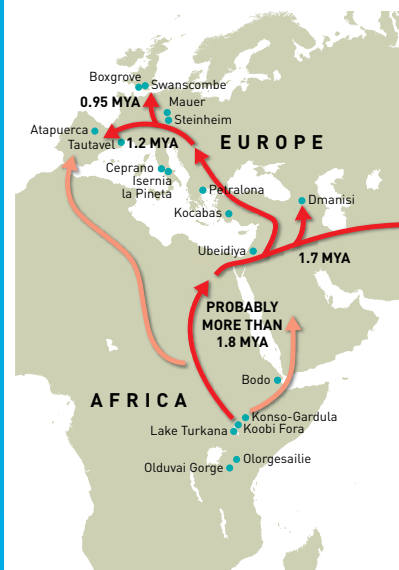 Boxgrove
Swanscombe
0.95 MYA
Mauer
Steinheim
Atapuerca
Tautavel
1.2 MYA
EUROPE
Ceprano
Isernia
la Pineta
Petralona
Dmanisi
Kocabas
Ubeidiya
1.7 MYA
PROBABLY
MORE THAN
1.8 MYA
Bodo
AFRICA
Konso-Gardula
Lake Turkana
Koobi Fora
Olorgesailie
Olduvai Gorge